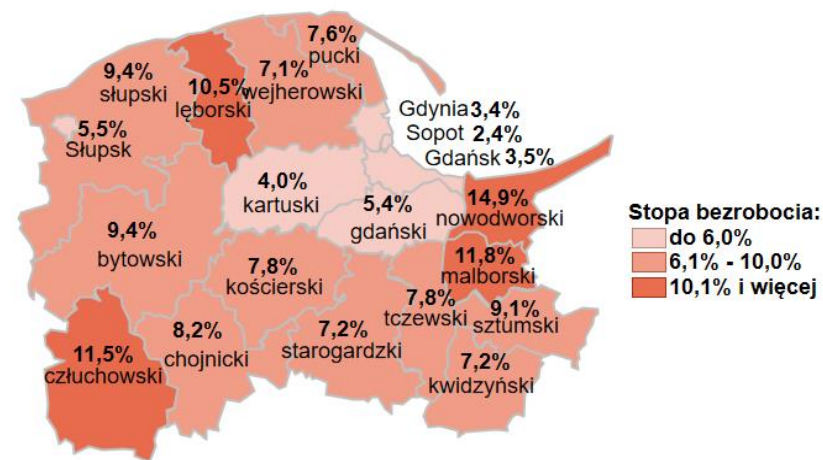 7,6%
pucki
9,4%
słupski
10,5%
lęborski
7,1%
wejherowski
Gdynia 3,4%
Sopot 2,4%
Gdańsk 3,5%
5,5%
Słupsk
4,0%
kartuski
5,4%
gdański
14,9%
nowodworski
9,4%
bytowski
7,8%
kościerski
11,8%
malborski
7,8%
tczewski
9,1%
sztumski
11,5%
człuchowski
8,2%
chojnicki
7,2%
starogardzki
7,2%
kwidzyński
Stopa bezrobocia:
do 6,0%
6,1% - 10,0%
10,1% i więcej